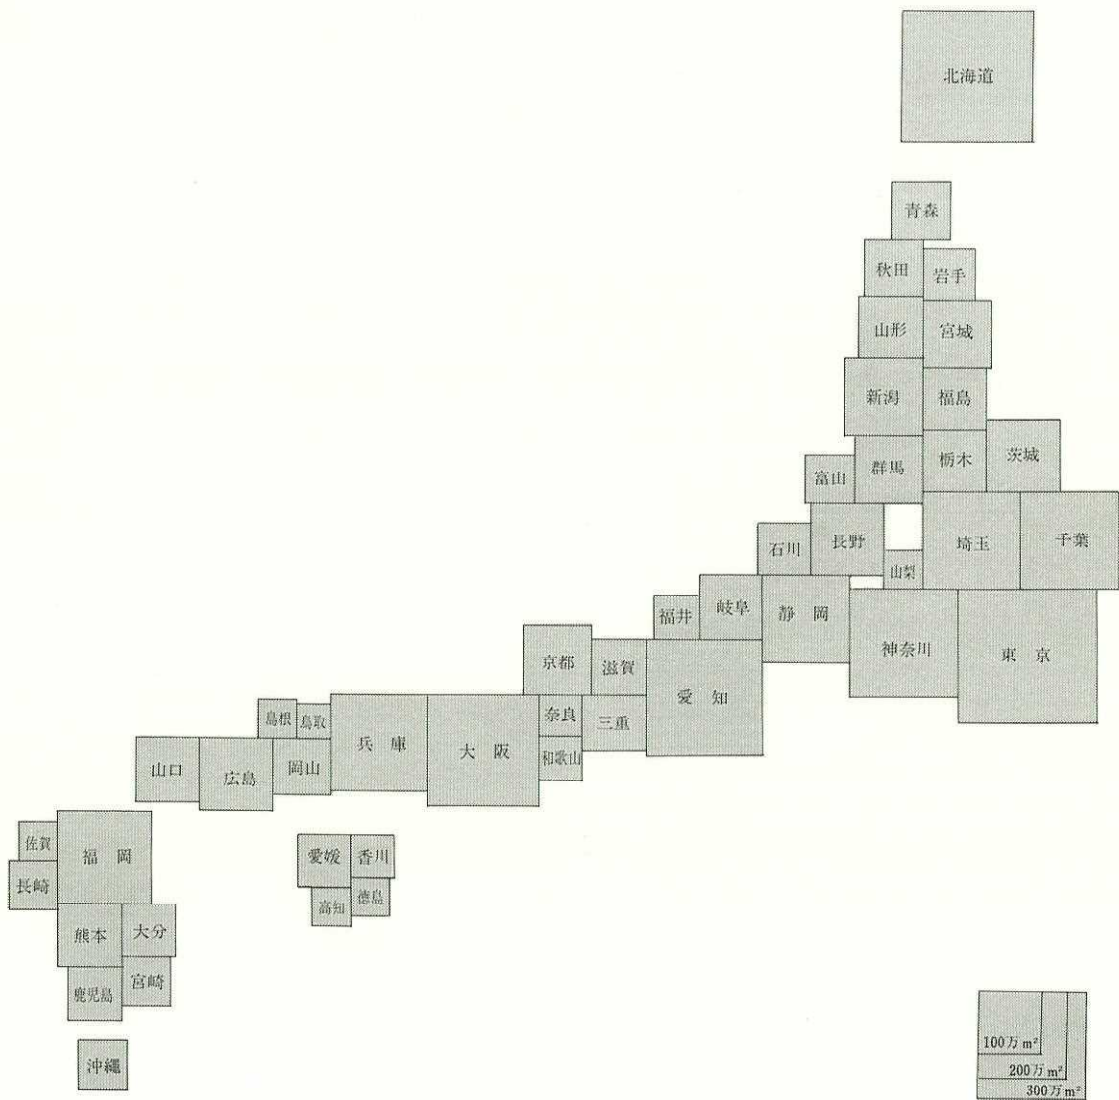 北海道
青森
秋田
岩手
山形
宮城
新潟
福島
富山
群馬
栃木
茨城
石川
長野
山梨
埼玉
千葉
福井
岐阜
静岡
神奈川
東京
京都
滋賀
愛知
島根
鳥取
兵庫
大阪
奈良
三重
山口
広島
岡山
和歌山
佐賀
福岡
長崎
愛媛
香川
高知
徳島
熊本
大分
鹿児島
宮崎
沖縄
100万m²
200万m²
300万m²